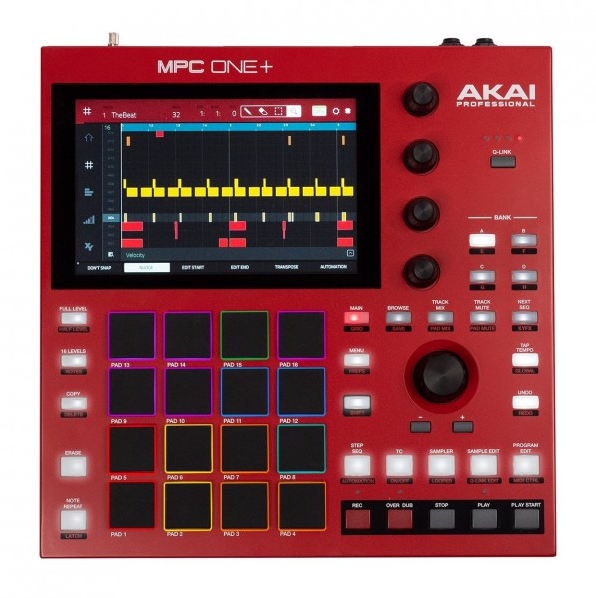 MPC ONE+
AKAI
PROFESSIONAL
1 TheBeat 32 1: 1: 0
16
Velocity
DON'T SNAP EDIT START EDIT END TRANSPOSE AUTOMATION
Q-LINK
BANK
A B
E F
C D
G H
FULL LEVEL
HALF LEVEL
16 LEVELS
NOTES
COPY
DELETE
ERASE
NOTE
REPEAT
LATCH
MAIN BROWSE TRACK MIX TRACK MUTE NEXT SEQ
GRID SAVE PAD MIX PAD MUTE XYFX
MENU
PREFS
SHIFT
TAP
TEMPO
GLOBAL
UNDO
REDO
− +
PAD 13 PAD 14 PAD 15 PAD 16
PAD 9 PAD 10 PAD 11 PAD 12
PAD 5 PAD 6 PAD 7 PAD 8
PAD 1 PAD 2 PAD 3 PAD 4
STEP SEQ TC SAMPLER SAMPLE EDIT PROGRAM EDIT
AUTOMATION ON/OFF LOOPER Q-LINK EDIT MIDI CTRL
REC OVER DUB STOP PLAY PLAY START